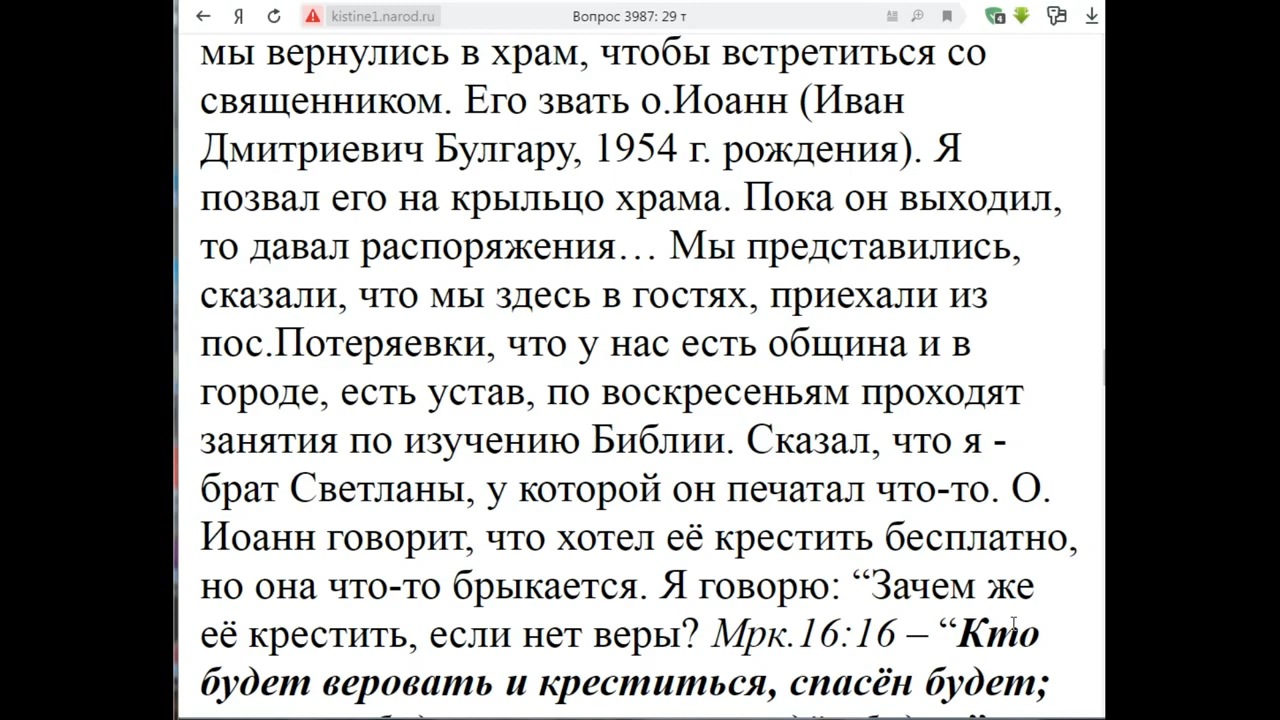 Я kistine1.narod.ru Вопрос 3987: 29 т 4
мы вернулись в храм, чтобы встретиться со
священником. Его звать о.Иоанн (Иван
Дмитриевич Булгару, 1954 г. рождения). Я
позвал его на крыльцо храма. Пока он выходил,
то давал распоряжения… Мы представились,
сказали, что мы здесь в гостях, приехали из
пос.Потеряевки, что у нас есть община и в
городе, есть устав, по воскресеньям проходят
занятия по изучению Библии. Сказал, что я -
брат Светланы, у которой он печатал что-то. О.
Иоанн говорит, что хотел её крестить бесплатно,
но она что-то брыкается. Я говорю: “Зачем же
её крестить, если нет веры? Мрк.16:16 – “Кто
будет веровать и креститься, спасён будет;